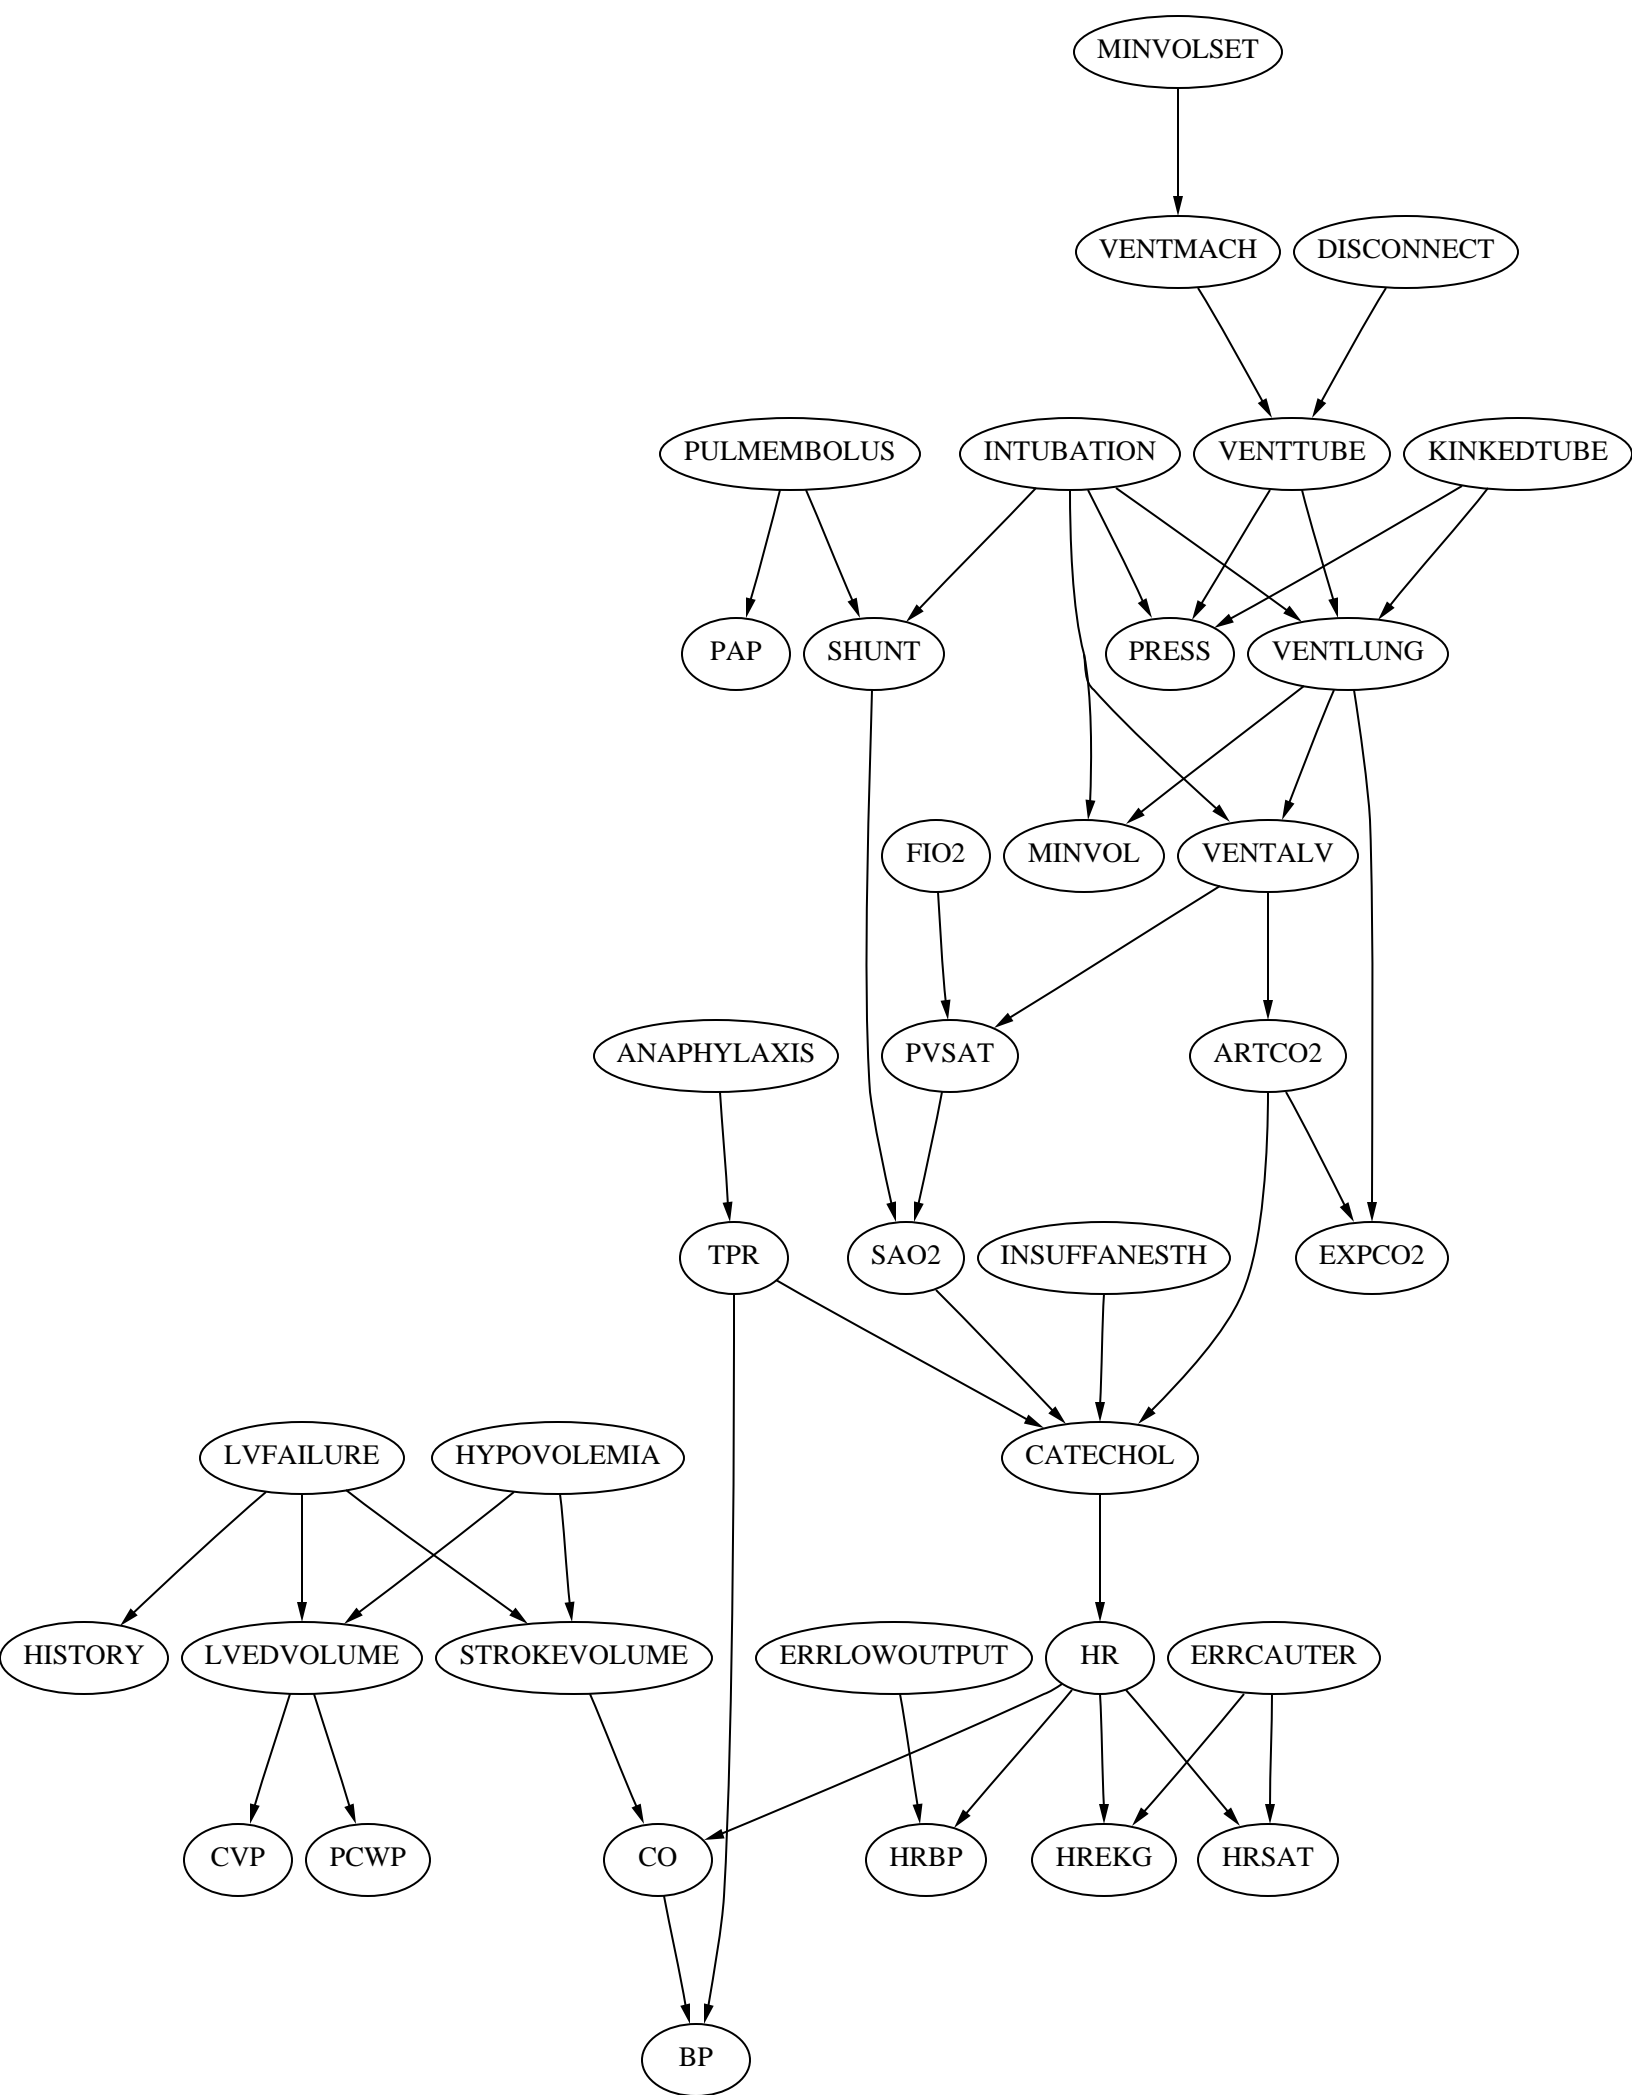 MINVOLSET
VENTMACH
DISCONNECT
PULMEMBOLUS
INTUBATION
VENTTUBE
KINKEDTUBE
PAP
SHUNT
PRESS
VENTLUNG
FIO2
MINVOL
VENTALV
ANAPHYLAXIS
PVSAT
ARTCO2
TPR
SAO2
INSUFFANESTH
EXPCO2
LVFAILURE
HYPOVOLEMIA
CATECHOL
HISTORY
LVEDVOLUME
STROKEVOLUME
ERRLOWOUTPUT
HR
ERRCAUTER
CVP
PCWP
CO
HRBP
HREKG
HRSAT
BP